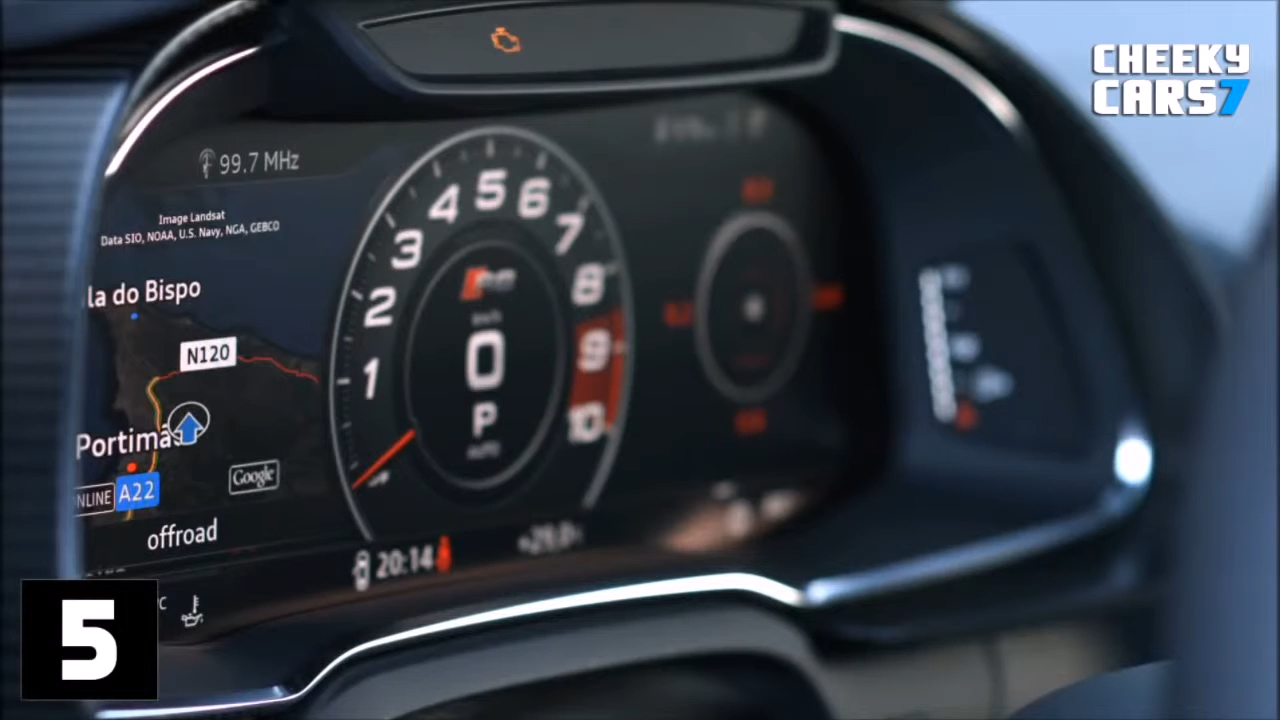 CHEEKY
CARS7
99.7 MHz
Image Landsat
Data SIO, NOAA, U.S. Navy, NGA, GEBCO
la do Bispo
N120
Portimã
NLINE A22
Google
offroad
1
2
3
4
5
6
7
8
9
10
0
P
20:14
C
5